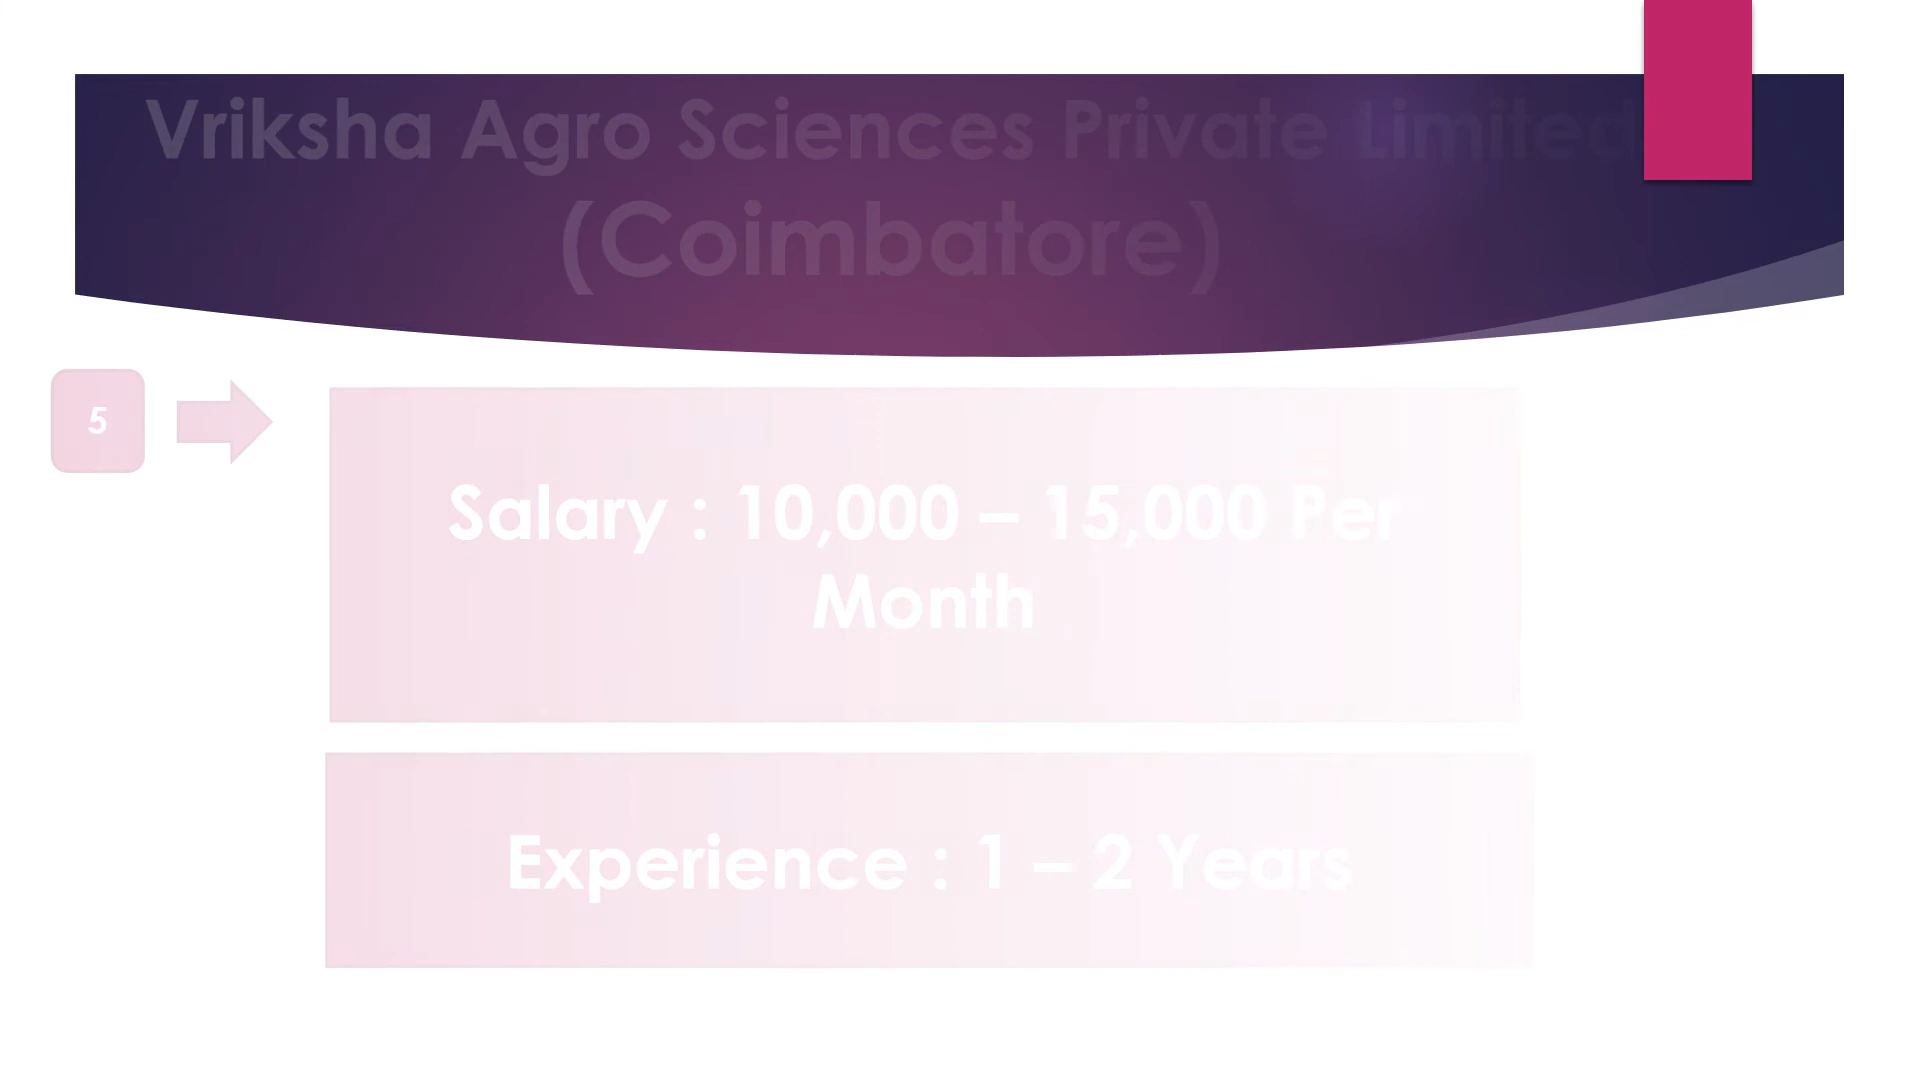 Vriksha Agro Sciences Private Limited
(Coimbatore)
5
Salary : 10,000 – 15,000 Per
Month
Experience : 1 – 2 Years